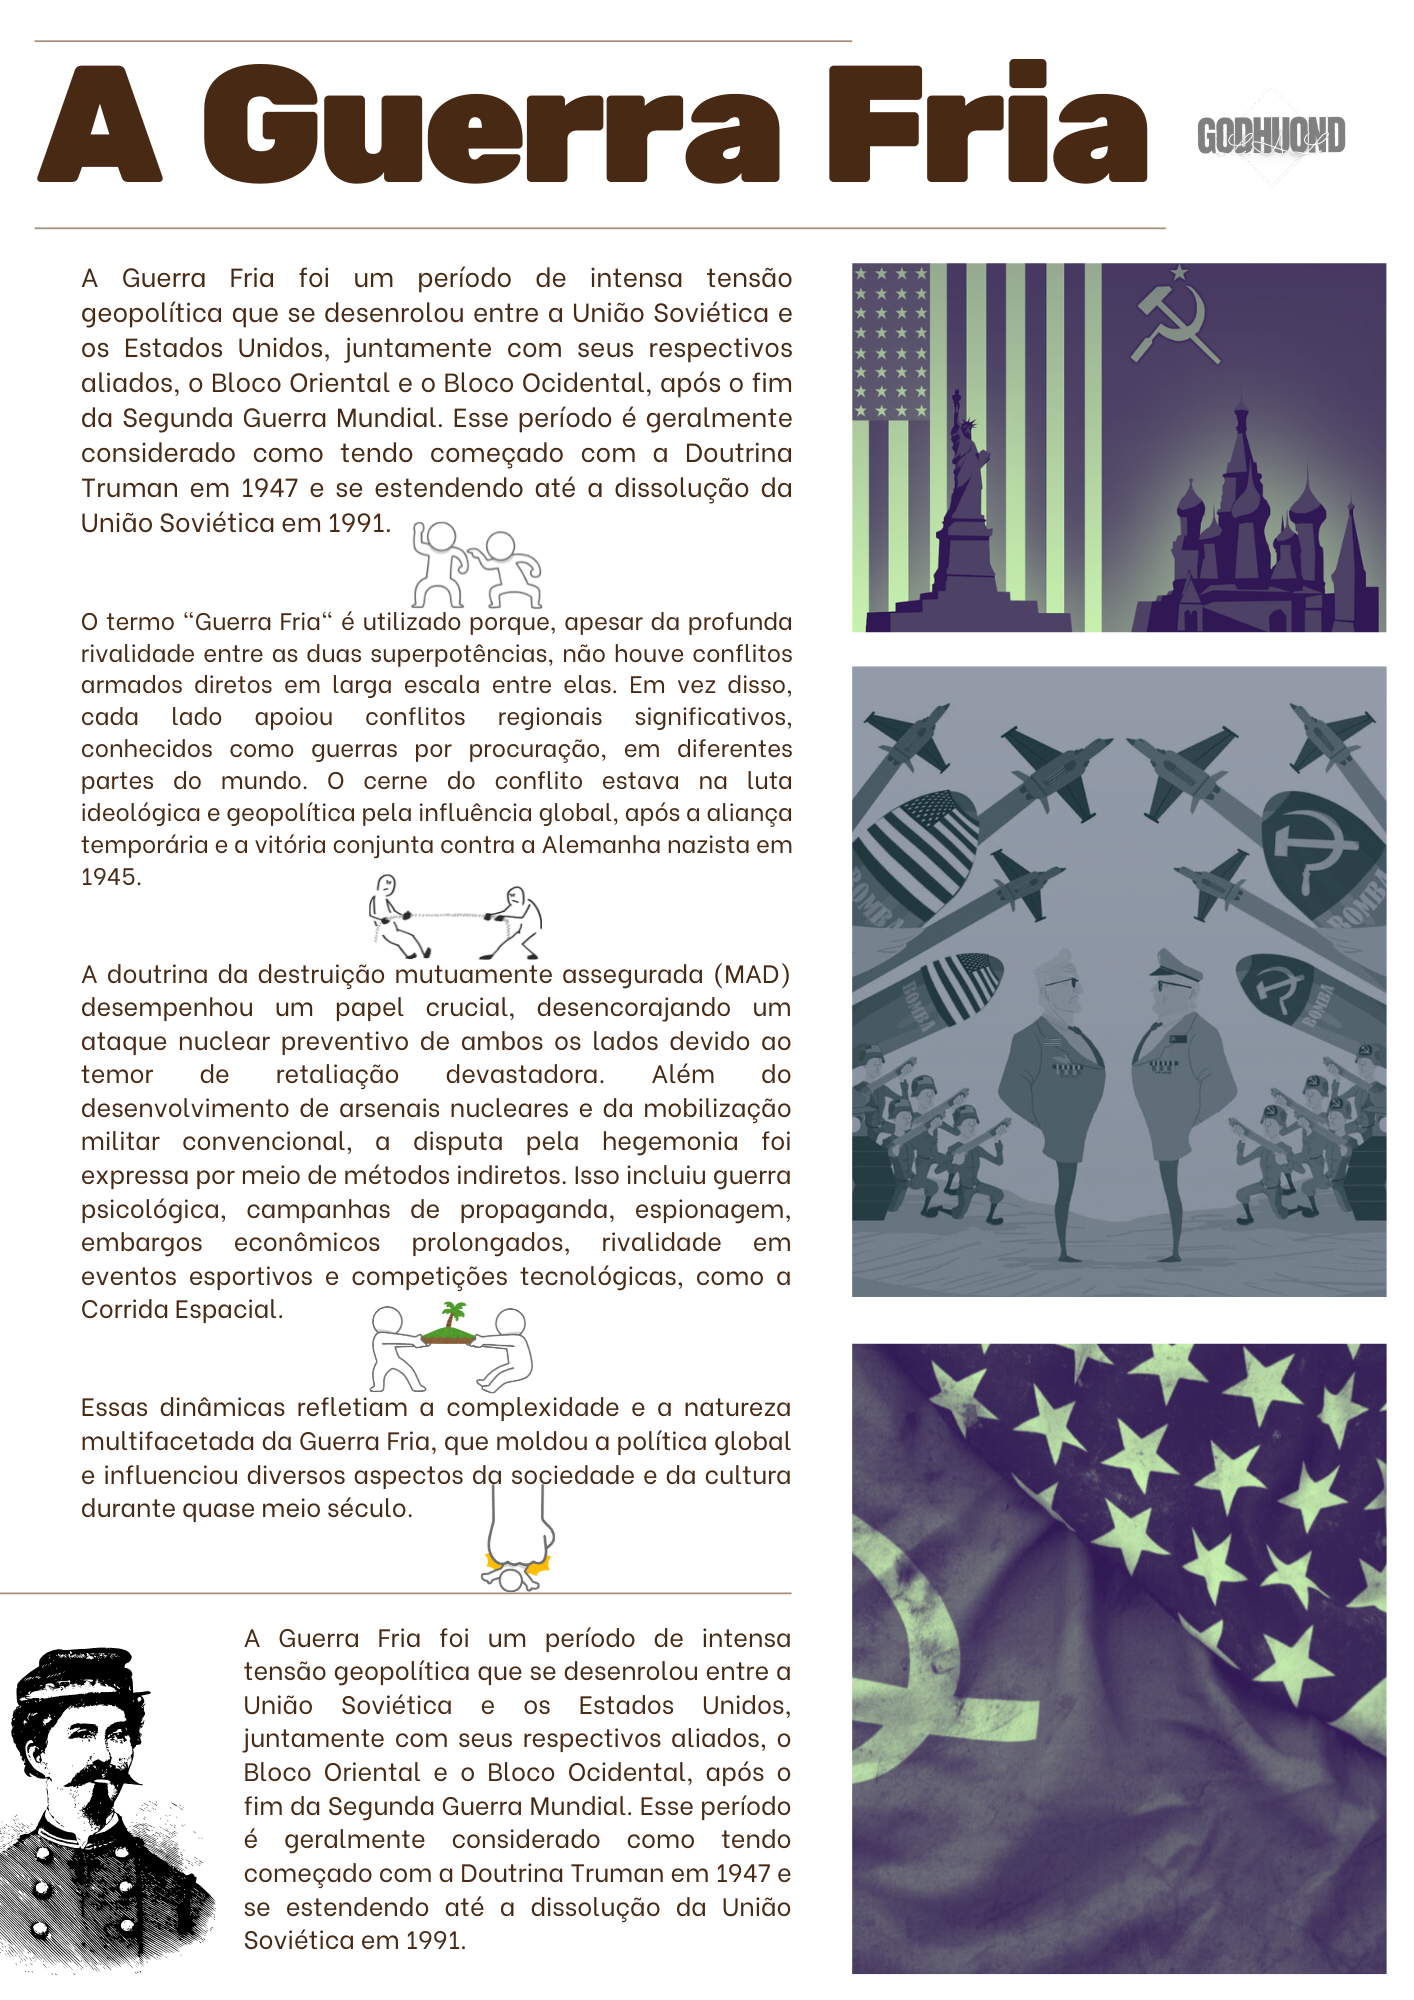 A Guerra Fria
GODHUOND
A Guerra Fria foi um período de intensa tensão
geopolítica que se desenrolou entre a União Soviética e
os Estados Unidos, juntamente com seus respectivos
aliados, o Bloco Oriental e o Bloco Ocidental, após o fim
da Segunda Guerra Mundial. Esse período é geralmente
considerado como tendo começado com a Doutrina
Truman em 1947 e se estendendo até a dissolução da
União Soviética em 1991.
O termo “Guerra Fria“ é utilizado porque, apesar da profunda
rivalidade entre as duas superpotências, não houve conflitos
armados diretos em larga escala entre elas. Em vez disso,
cada lado apoiou conflitos regionais significativos,
conhecidos como guerras por procuração, em diferentes
partes do mundo. O cerne do conflito estava na luta
ideológica e geopolítica pela influência global, após a aliança
temporária e a vitória conjunta contra a Alemanha nazista em
1945.
A doutrina da destruição mutuamente assegurada (MAD)
desempenhou um papel crucial, desencorajando um
ataque nuclear preventivo de ambos os lados devido ao
temor de retaliação devastadora. Além do
desenvolvimento de arsenais nucleares e da mobilização
militar convencional, a disputa pela hegemonia foi
expressa por meio de métodos indiretos. Isso incluiu guerra
psicológica, campanhas de propaganda, espionagem,
embargos econômicos prolongados, rivalidade em
eventos esportivos e competições tecnológicas, como a
Corrida Espacial.
Essas dinâmicas refletiam a complexidade e a natureza
multifacetada da Guerra Fria, que moldou a política global
e influenciou diversos aspectos da sociedade e da cultura
durante quase meio século.
A Guerra Fria foi um período de intensa
tensão geopolítica que se desenrolou entre a
União Soviética e os Estados Unidos,
juntamente com seus respectivos aliados, o
Bloco Oriental e o Bloco Ocidental, após o
fim da Segunda Guerra Mundial. Esse período
é geralmente considerado como tendo
começado com a Doutrina Truman em 1947 e
se estendendo até a dissolução da União
Soviética em 1991.
BOMBA
BOMBA
BOMBA
BOMBA